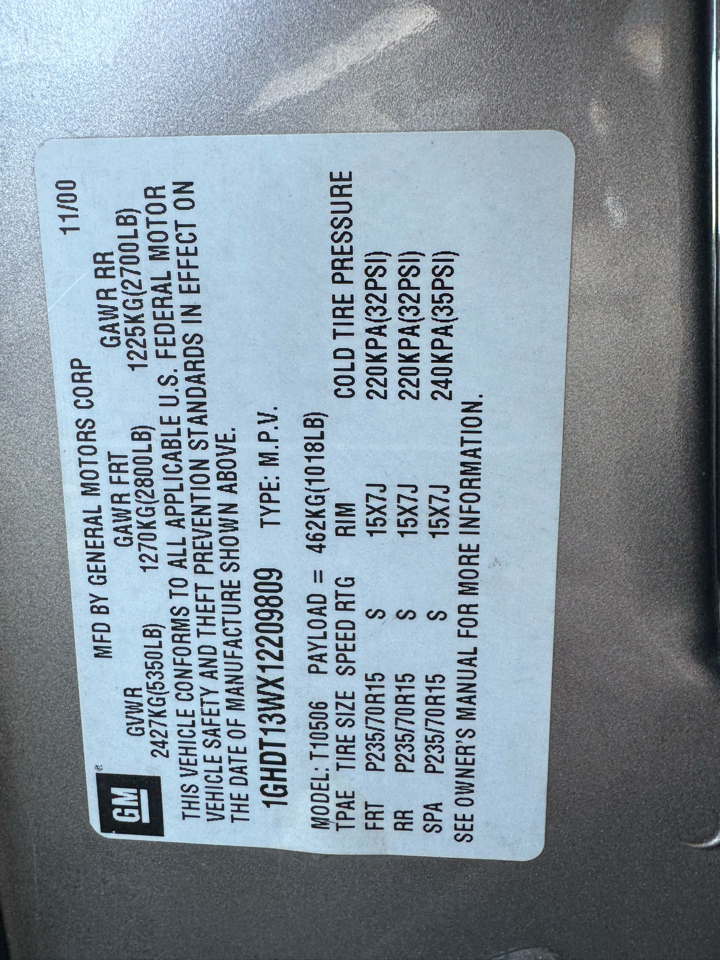 GM®
MFD BY GENERAL MOTORS CORP 11/00
GVWR GAWR FRT GAWR RR
2427KG(5350LB) 1270KG(2800LB) 1225KG(2700LB)
THIS VEHICLE CONFORMS TO ALL APPLICABLE U.S. FEDERAL MOTOR
VEHICLE SAFETY AND THEFT PREVENTION STANDARDS IN EFFECT ON
THE DATE OF MANUFACTURE SHOWN ABOVE.
1GHDT13WX12209809 TYPE: M.P.V.
MODEL: T10506 PAYLOAD = 462KG(1018LB)
TPAE TIRE SIZE SPEED RTG RIM COLD TIRE PRESSURE
FRT P235/70R15 S 15X7J 220KPA(32PSI)
RR P235/70R15 S 15X7J 220KPA(32PSI)
SPA P235/70R15 S 15X7J 240KPA(35PSI)
SEE OWNER'S MANUAL FOR MORE INFORMATION.